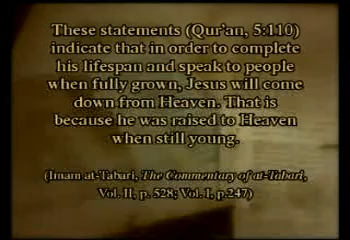 These statements (Qur'an, 5:110)
indicate that in order to complete
his lifespan and speak to people
when fully grown, Jesus will come
down from Heaven. That is
because he was raised to Heaven
when still young.
(Imam at-Tabari, The Commentary of at-Tabari,
Vol. II, p. 528; Vol. I, p 247)